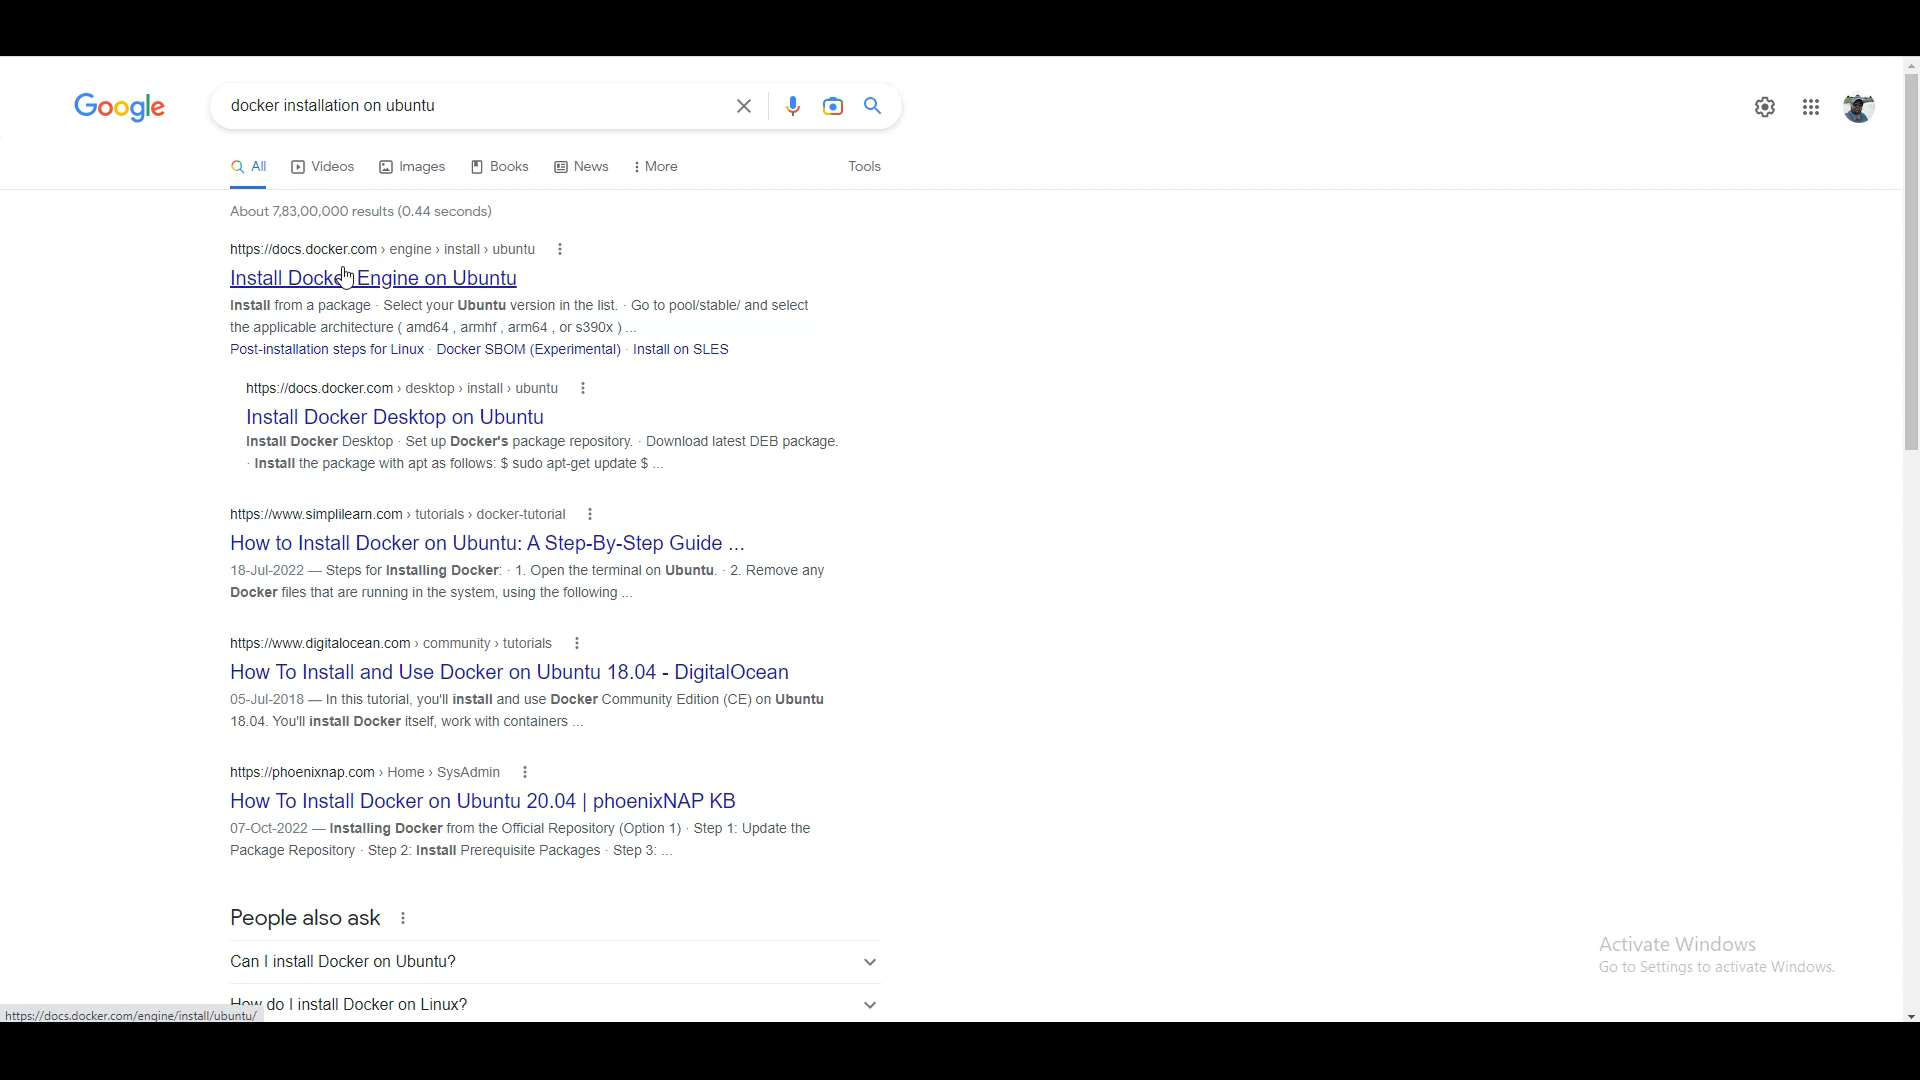 Google
docker installation on ubuntu
All Videos Images Books News More Tools
About 7,83,00,000 results (0.44 seconds)
https://docs.docker.com › engine › install › ubuntu
Install Docker Engine on Ubuntu
Install from a package · Select your Ubuntu version in the list. · Go to pool/stable/ and select
the applicable architecture ( amd64 , armhf , arm64 , or s390x ) ...
Post-installation steps for Linux · Docker SBOM (Experimental) · Install on SLES
https://docs.docker.com › desktop › install › ubuntu
Install Docker Desktop on Ubuntu
Install Docker Desktop · Set up Docker's package repository. · Download latest DEB package.
· Install the package with apt as follows: $ sudo apt-get update $ ...
https://www.simplilearn.com › tutorials › docker-tutorial
How to Install Docker on Ubuntu: A Step-By-Step Guide ...
18-Jul-2022 — Steps for Installing Docker: · 1. Open the terminal on Ubuntu. · 2. Remove any
Docker files that are running in the system, using the following ...
https://www.digitalocean.com › community › tutorials
How To Install and Use Docker on Ubuntu 18.04 - DigitalOcean
05-Jul-2018 — In this tutorial, you'll install and use Docker Community Edition (CE) on Ubuntu
18.04. You'll install Docker itself, work with containers ...
https://phoenixnap.com › Home › SysAdmin
How To Install Docker on Ubuntu 20.04 | phoenixNAP KB
07-Oct-2022 — Installing Docker from the Official Repository (Option 1) · Step 1: Update the
Package Repository · Step 2: Install Prerequisite Packages · Step 3: ...
People also ask
Can I install Docker on Ubuntu?
How do I install Docker on Linux?
Activate Windows
Go to Settings to activate Windows.
https://docs.docker.com/engine/install/ubuntu/